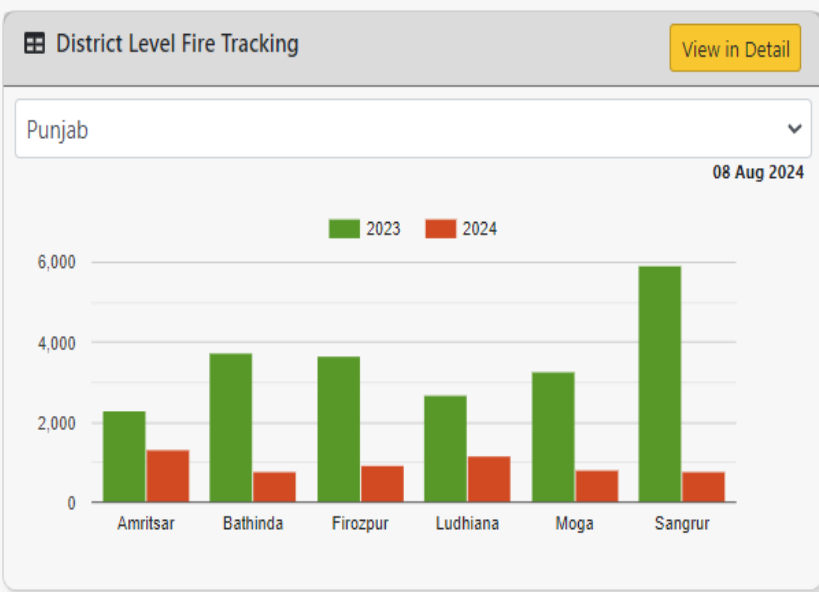 District Level Fire Tracking
View in Detail
Punjab
08 Aug 2024
2023
2024
6,000
4,000
2,000
0
Amritsar Bathinda Firozpur Ludhiana Moga Sangrur